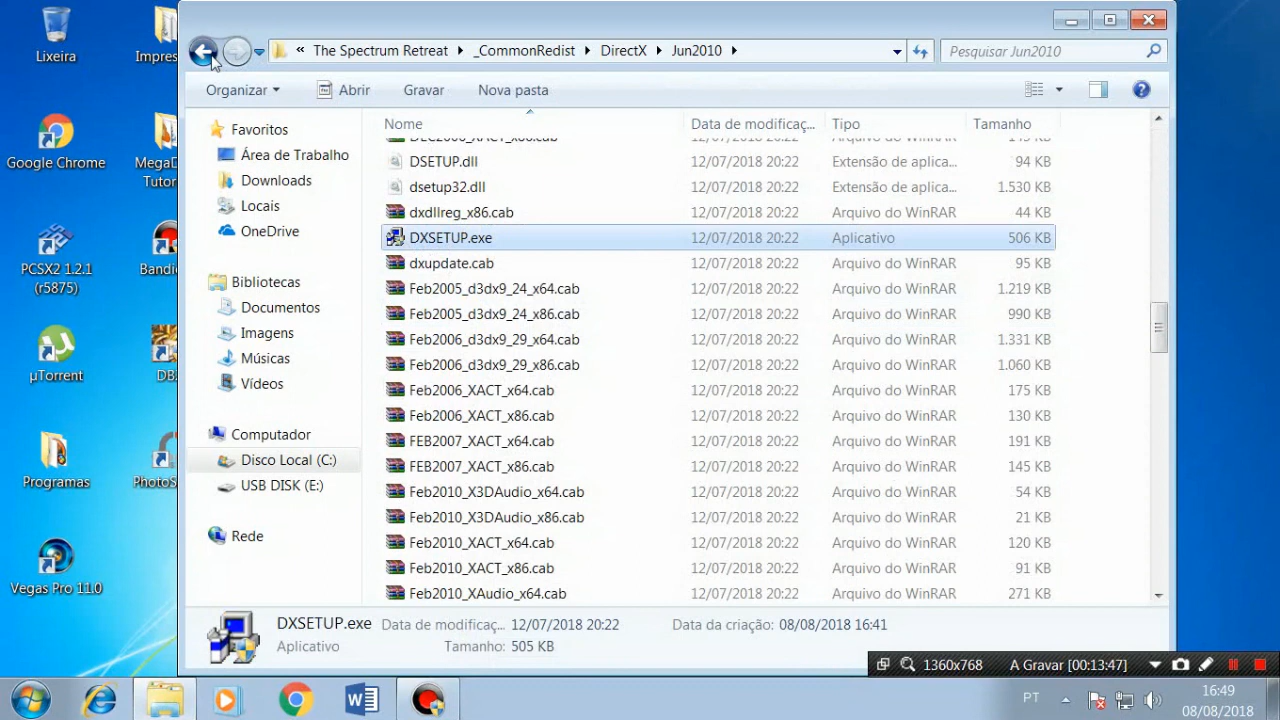 Lixeira
Impres
Google Chrome
MegaD
Tutor
PCSX2 1.2.1
(r5875)
Bandic
µTorrent
DB
Programas
PhotoS
Vegas Pro 11.0
« The Spectrum Retreat ▸ _CommonRedist ▸ DirectX ▸ Jun2010 ▸
Pesquisar Jun2010
Organizar Abrir Gravar Nova pasta
Favoritos
Área de Trabalho
Downloads
Locais
OneDrive
Bibliotecas
Documentos
Imagens
Músicas
Vídeos
Computador
Disco Local (C:)
USB DISK (E:)
Rede
Nome Data de modificaç... Tipo Tamanho
DSETUP.dll 12/07/2018 20:22 Extensão de aplica... 94 KB
dsetup32.dll 12/07/2018 20:22 Extensão de aplica... 1.530 KB
dxdllreg_x86.cab 12/07/2018 20:22 Arquivo do WinRAR 44 KB
DXSETUP.exe 12/07/2018 20:22 Aplicativo 506 KB
dxupdate.cab 12/07/2018 20:22 Arquivo do WinRAR 95 KB
Feb2005_d3dx9_24_x64.cab 12/07/2018 20:22 Arquivo do WinRAR 1.219 KB
Feb2005_d3dx9_24_x86.cab 12/07/2018 20:22 Arquivo do WinRAR 990 KB
Feb2006_d3dx9_29_x64.cab 12/07/2018 20:22 Arquivo do WinRAR 1.331 KB
Feb2006_d3dx9_29_x86.cab 12/07/2018 20:22 Arquivo do WinRAR 1.060 KB
Feb2006_XACT_x64.cab 12/07/2018 20:22 Arquivo do WinRAR 175 KB
Feb2006_XACT_x86.cab 12/07/2018 20:22 Arquivo do WinRAR 130 KB
FEB2007_XACT_x64.cab 12/07/2018 20:22 Arquivo do WinRAR 191 KB
FEB2007_XACT_x86.cab 12/07/2018 20:22 Arquivo do WinRAR 145 KB
Feb2010_X3DAudio_x64.cab 12/07/2018 20:22 Arquivo do WinRAR 54 KB
Feb2010_X3DAudio_x86.cab 12/07/2018 20:22 Arquivo do WinRAR 21 KB
Feb2010_XACT_x64.cab 12/07/2018 20:22 Arquivo do WinRAR 120 KB
Feb2010_XACT_x86.cab 12/07/2018 20:22 Arquivo do WinRAR 91 KB
Feb2010_XAudio_x64.cab 12/07/2018 20:22 Arquivo do WinRAR 271 KB
DXSETUP.exe Data de modificaç... 12/07/2018 20:22 Data da criação: 08/08/2018 16:41
Aplicativo Tamanho: 505 KB
1360x768 A Gravar [00:13:47]
PT
16:49
08/08/2018